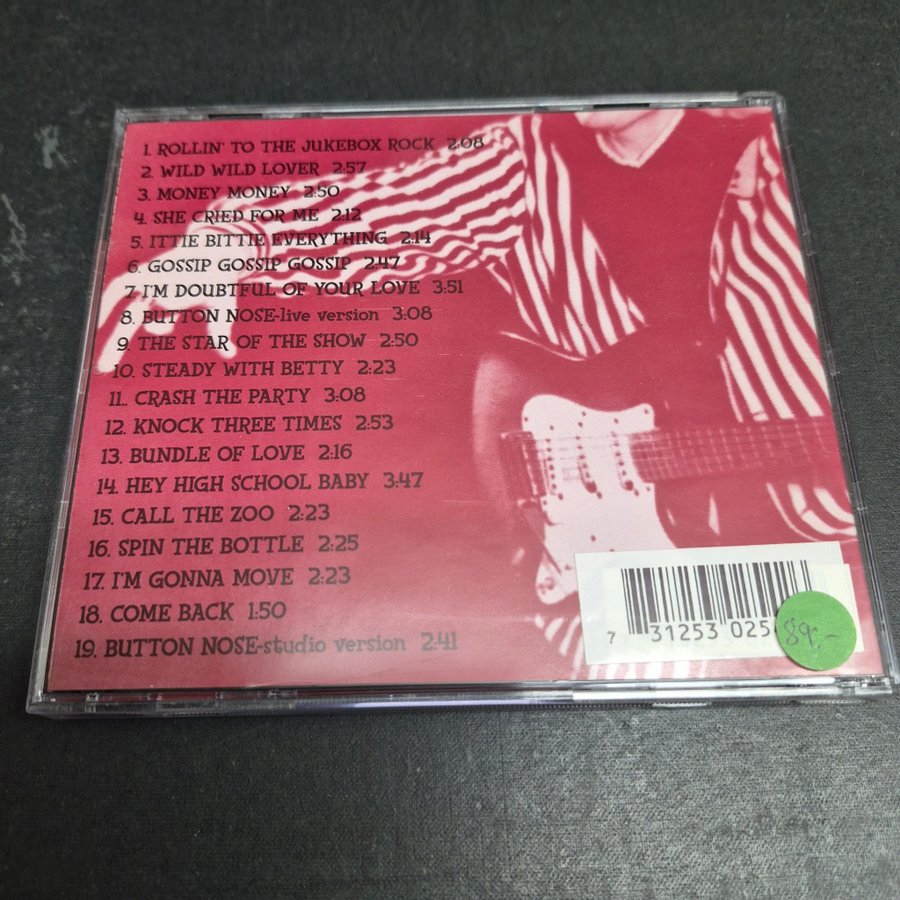 1. ROLLIN' TO THE JUKEBOX ROCK 2:08
2. WILD WILD LOVER 2:57
3. MONEY MONEY 2:50
4. SHE CRIED FOR ME 2:12
5. ITTIE BITTIE EVERYTHING 2:14
6. GOSSIP GOSSIP GOSSIP 2:47
7 I'M DOUBTFUL OF YOUR LOVE 3:51
8. BUTTON NOSE-live version 3:08
9. THE STAR OF THE SHOW 2:50
10. STEADY WITH BETTY 2:23
11. CRASH THE PARTY 3:08
12. KNOCK THREE TIMES 2:53
13. BUNDLE OF LOVE 2:16
14. HEY HIGH SCHOOL BABY 3:47
15. CALL THE ZOO 2:23
16. SPIN THE BOTTLE 2:25
17. I'M GONNA MOVE 2:23
18. COME BACK 1:50
19. BUTTON NOSE-studio version 2:41
7 31253 025
89.-